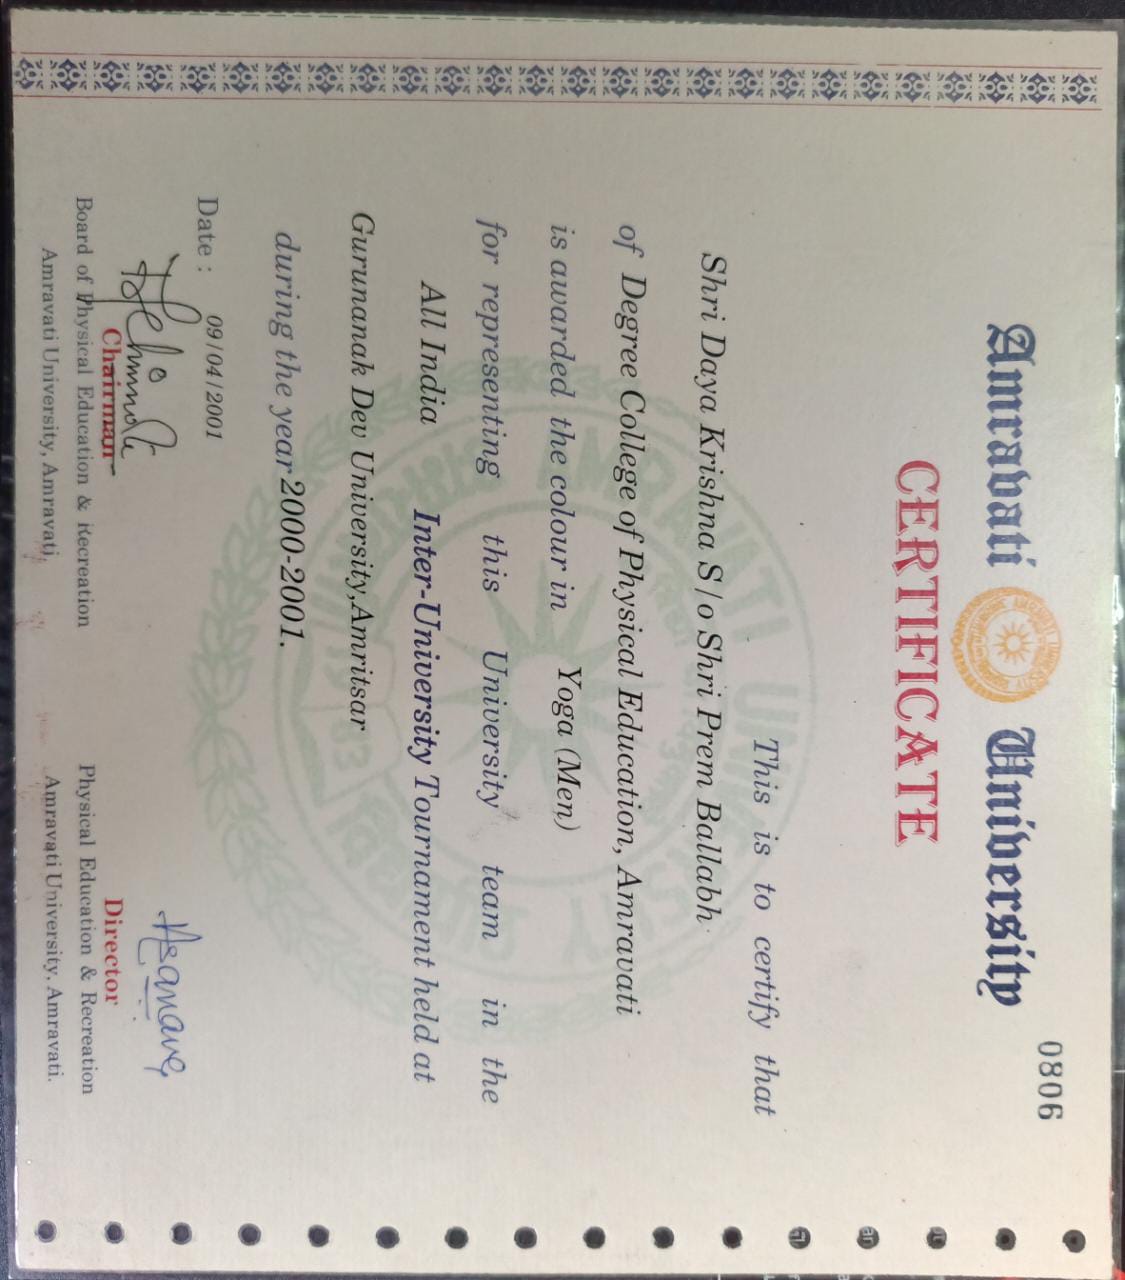 0806
Amravati University
CERTIFICATE
This is to certify that
Shri Daya Krishna S/o Shri Prem Ballabh
of Degree College of Physical Education, Amravati
is awarded the colour in Yoga (Men)
for representing this University team in the
All India Inter-University Tournament held at
Gurunanak Dev University,Amritsar
during the year 2000-2001.
Date : 09/04/2001
Chairman
Board of Physical Education & Recreation
Amravati University, Amravati.
Director
Physical Education & Recreation
Amravati University, Amravati.
AMRAVATI UNIVERSITY
1983